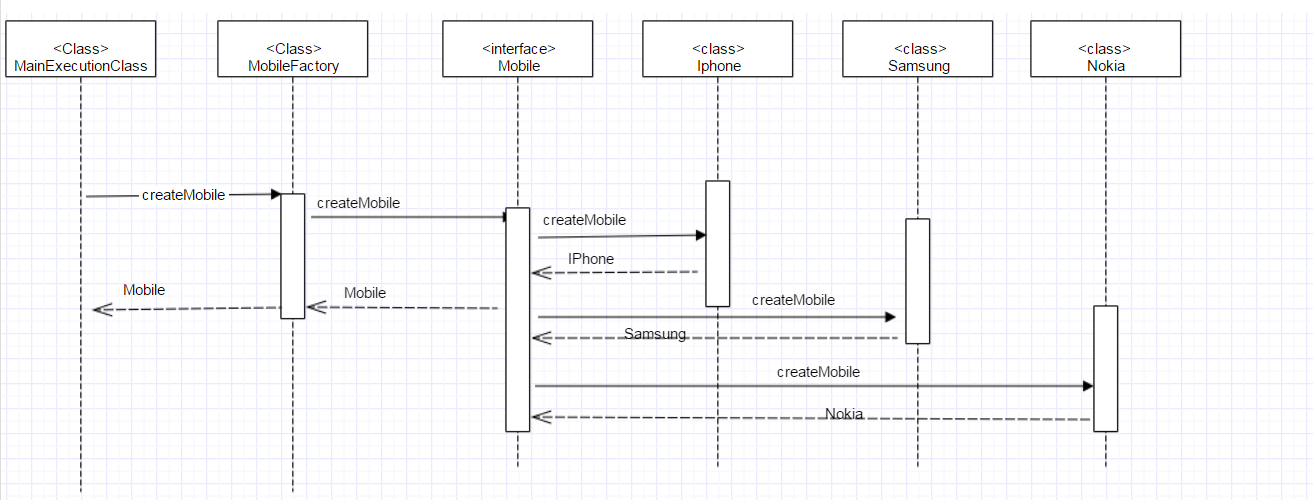 <Class>
MainExecutionClass
<Class>
MobileFactory
<interface>
Mobile
<class>
Iphone
<class>
Samsung
<class>
Nokia
createMobile
createMobile
createMobile
IPhone
Mobile
Mobile
createMobile
Samsung
createMobile
Nokia